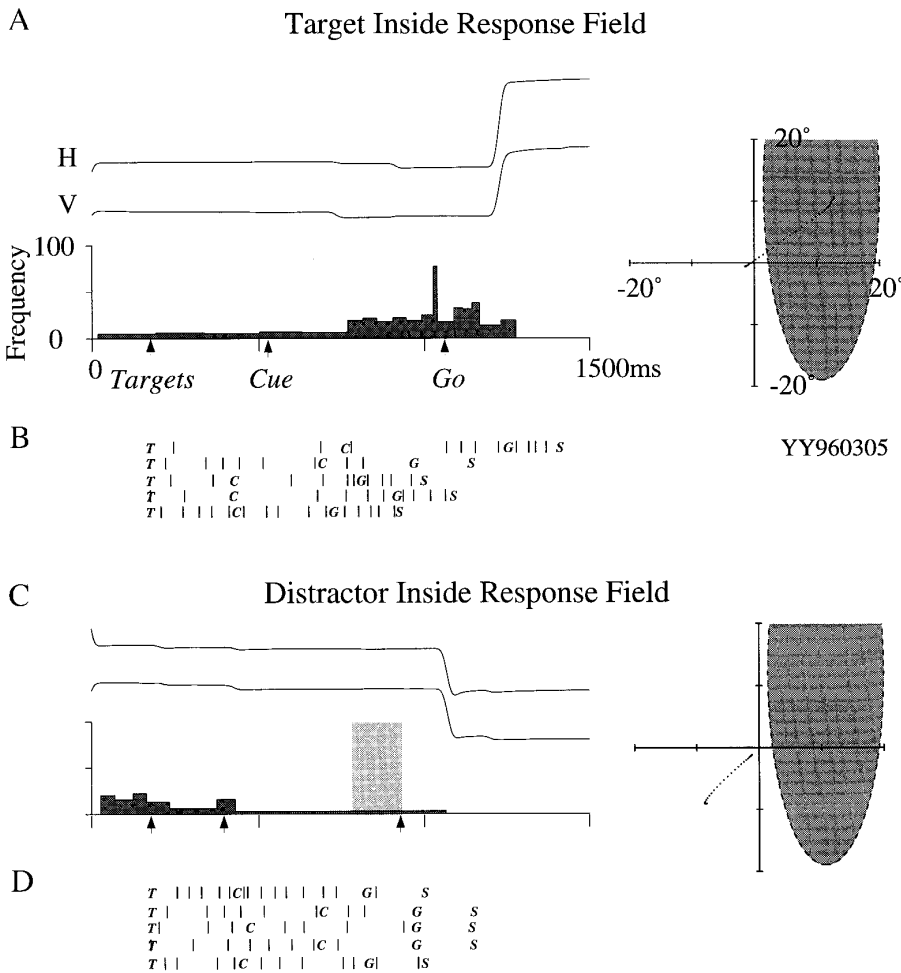 A
Target Inside Response Field
H
V
Frequency
100
0
0
Targets
Cue
Go
1500ms
20°
-20°
20°
-20°
B
YY960305
T C G S
T C G S
T C G S
T C G S
T C G S
C
Distractor Inside Response Field
D
T C G S
T C G S
T C G S
T C G S
T C G S